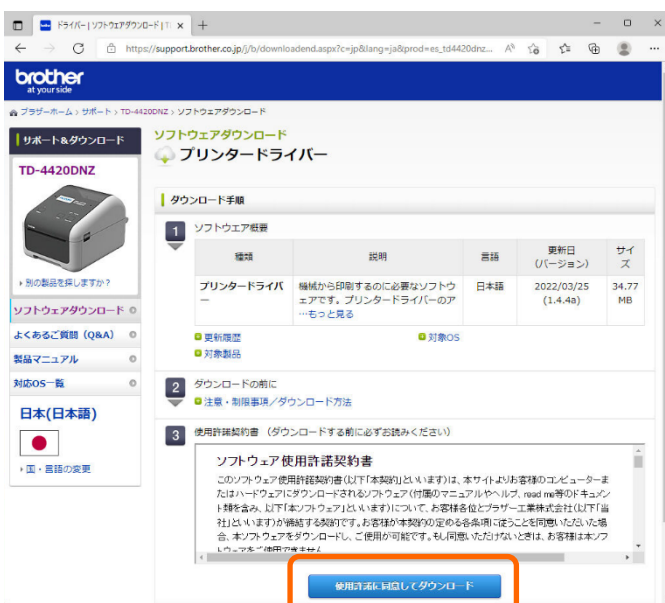 ドライバー | ソフトウェアダウンロード | T
https://support.brother.co.jp/j/b/downloadend.aspx?c=jp&lang=ja&prod=es_td4420dnz...
brother
at your side
ブラザーホーム > サポート > TD-4420DNZ > ソフトウェアダウンロード
サポート&ダウンロード
TD-4420DNZ
別の製品を探しますか?
ソフトウェアダウンロード
よくあるご質問 (Q&A)
製品マニュアル
対応OS一覧
日本(日本語)
国・言語の変更
ソフトウェアダウンロード
プリンタードライバー
ダウンロード手順
1 ソフトウエア概要
種類 説明 言語 更新日 サイ
(バージョン) ズ
プリンタードライバ 機械から印刷するのに必要なソフトウ 日本語 2022/03/25 34.77
ー ェアです。プリンタードライバーのア (1.4.4a) MB
…もっと見る
更新履歴 対象OS
対象製品
2 ダウンロードの前に
注意・制限事項/ダウンロード方法
3 使用許諾契約書 (ダウンロードする前に必ずお読みください)
ソフトウェア使用許諾契約書
このソフトウェア使用許諾契約書(以下「本契約」といいます)は、本サイトよりお客様のコンピューターま
たはハードウェアにダウンロードされるソフトウェア(付属のマニュアルやヘルプ、read me等のドキュメン
ト類を含み、以下「本ソフトウェア」といいます)について、お客様各位とブラザー工業株式会社(以下「当
社」といいます)が締結する契約です。お客様が本契約の定める各条項に従うことを同意いただいた場
合、本ソフトウェアをダウンロードし、ご使用が可能です。もし同意いただけないときは、お客様は本ソフ
トウェアをご使用できません
使用許諾に同意してダウンロード